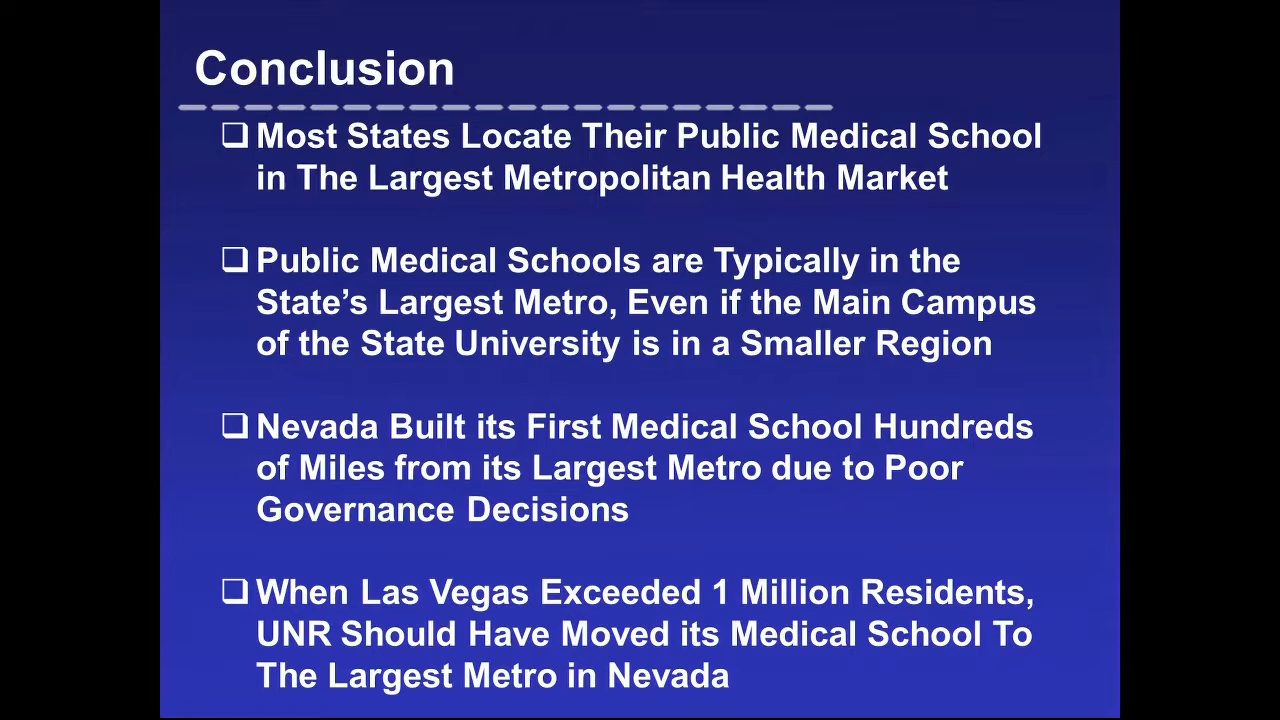 Conclusion
Most States Locate Their Public Medical School
in The Largest Metropolitan Health Market
Public Medical Schools are Typically in the
State’s Largest Metro, Even if the Main Campus
of the State University is in a Smaller Region
Nevada Built its First Medical School Hundreds
of Miles from its Largest Metro due to Poor
Governance Decisions
When Las Vegas Exceeded 1 Million Residents,
UNR Should Have Moved its Medical School To
The Largest Metro in Nevada